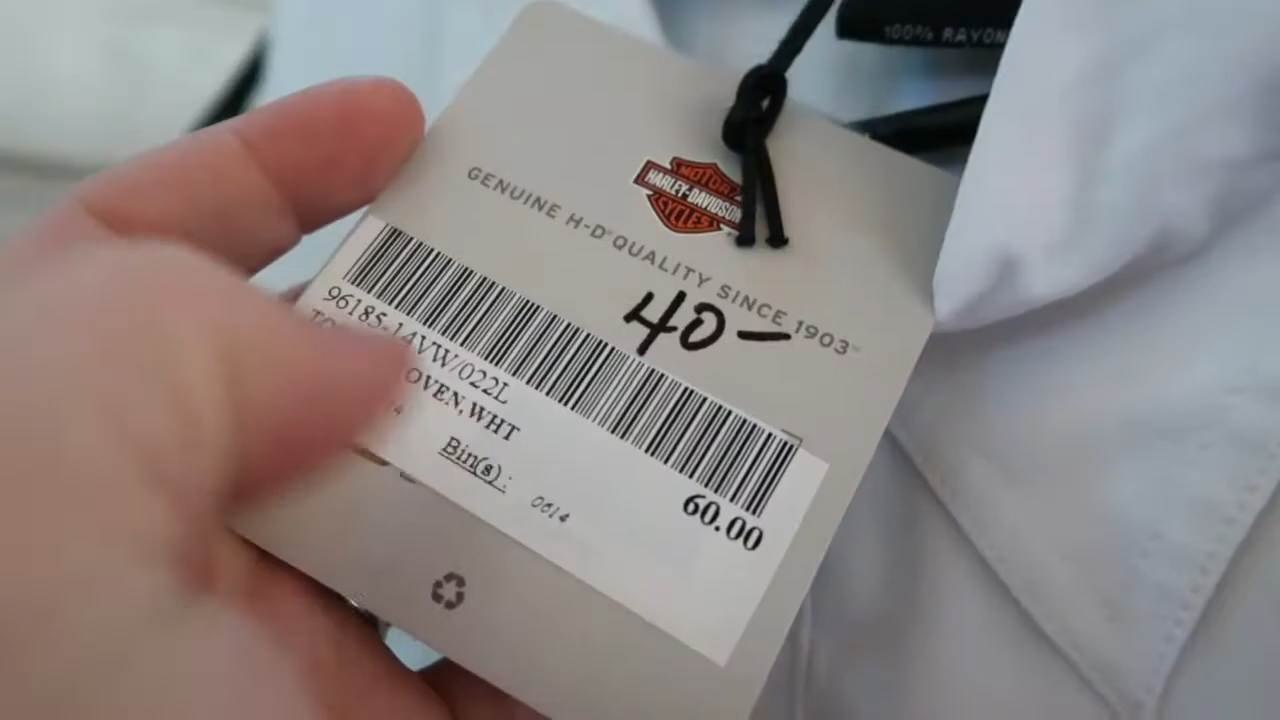 100% RAYON
MOTOR
HARLEY-DAVIDSON
CYCLES
GENUINE H-D® QUALITY SINCE 1903™
40-
96185-14VW/022L
OVEN,WHT
Bin(s):
0614
60.00